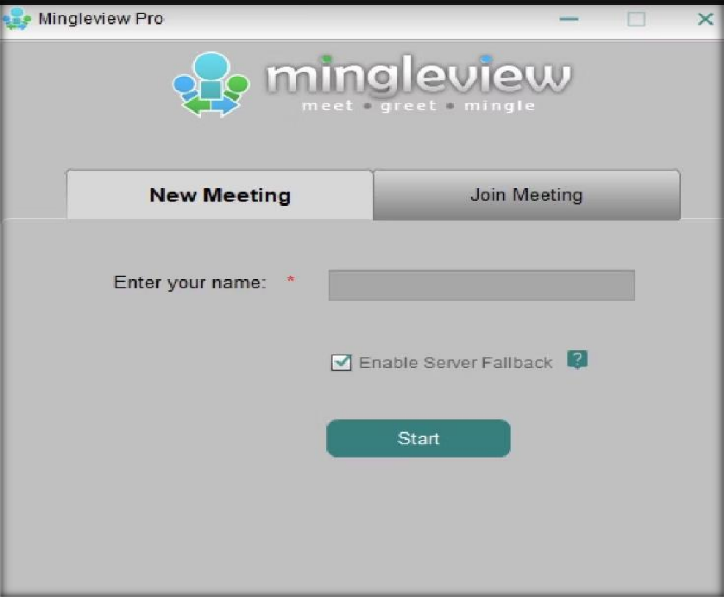 Mingleview Pro
mingleview
meet • greet • mingle
New Meeting
Join Meeting
Enter your name: *
Enable Server Fallback ?
Start